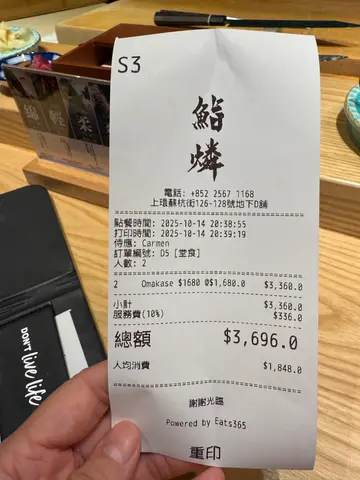 S3
鮨
燐
電話: +852 2567 1168
上環蘇杭街126-128號地下D舖
點餐時間: 2025-10-14 20:38:55
打印時間: 2025-10-14 20:39:19
侍應: Carmen
訂單編號: D5 [堂食]
人數: 2
2 Omakase $1680 @$1,680.0 $3,360.0
小計 $3,360.0
服務費(10%) $336.0
總額 $3,696.0
人均消費 $1,848.0
謝謝光臨
Powered by Eats365
重印
DON'T live life
柔